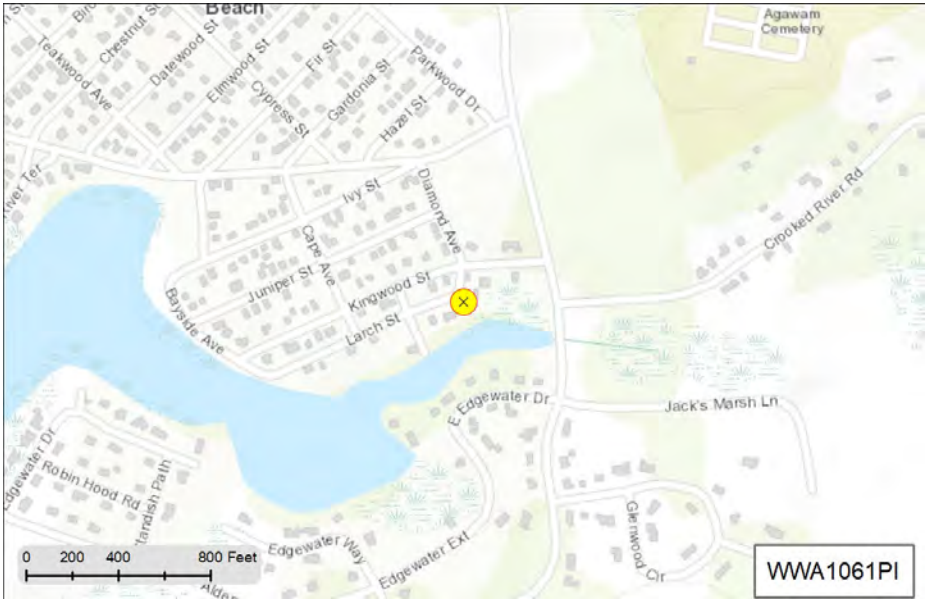 Beach
Agawam
Cemetery
Chestnut St
Datewood St
Elmwood St
Fir St
Parkwood Dr
Teakwood Ave
Cypress St
Gardonia St
Hazel St
River Ter
Ivy St
Diamond Ave
Crooked River Rd
Cape Ave
Juniper St
Kingwood St
Bayside Ave
Larch St
E Edgewater Dr
Jack's Marsh Ln
Edgewater Dr
Robin Hood Rd
Glenwood Cir
Edgewater Way
Edgewater Ext
0 200 400 800 Feet
WWA1061PI